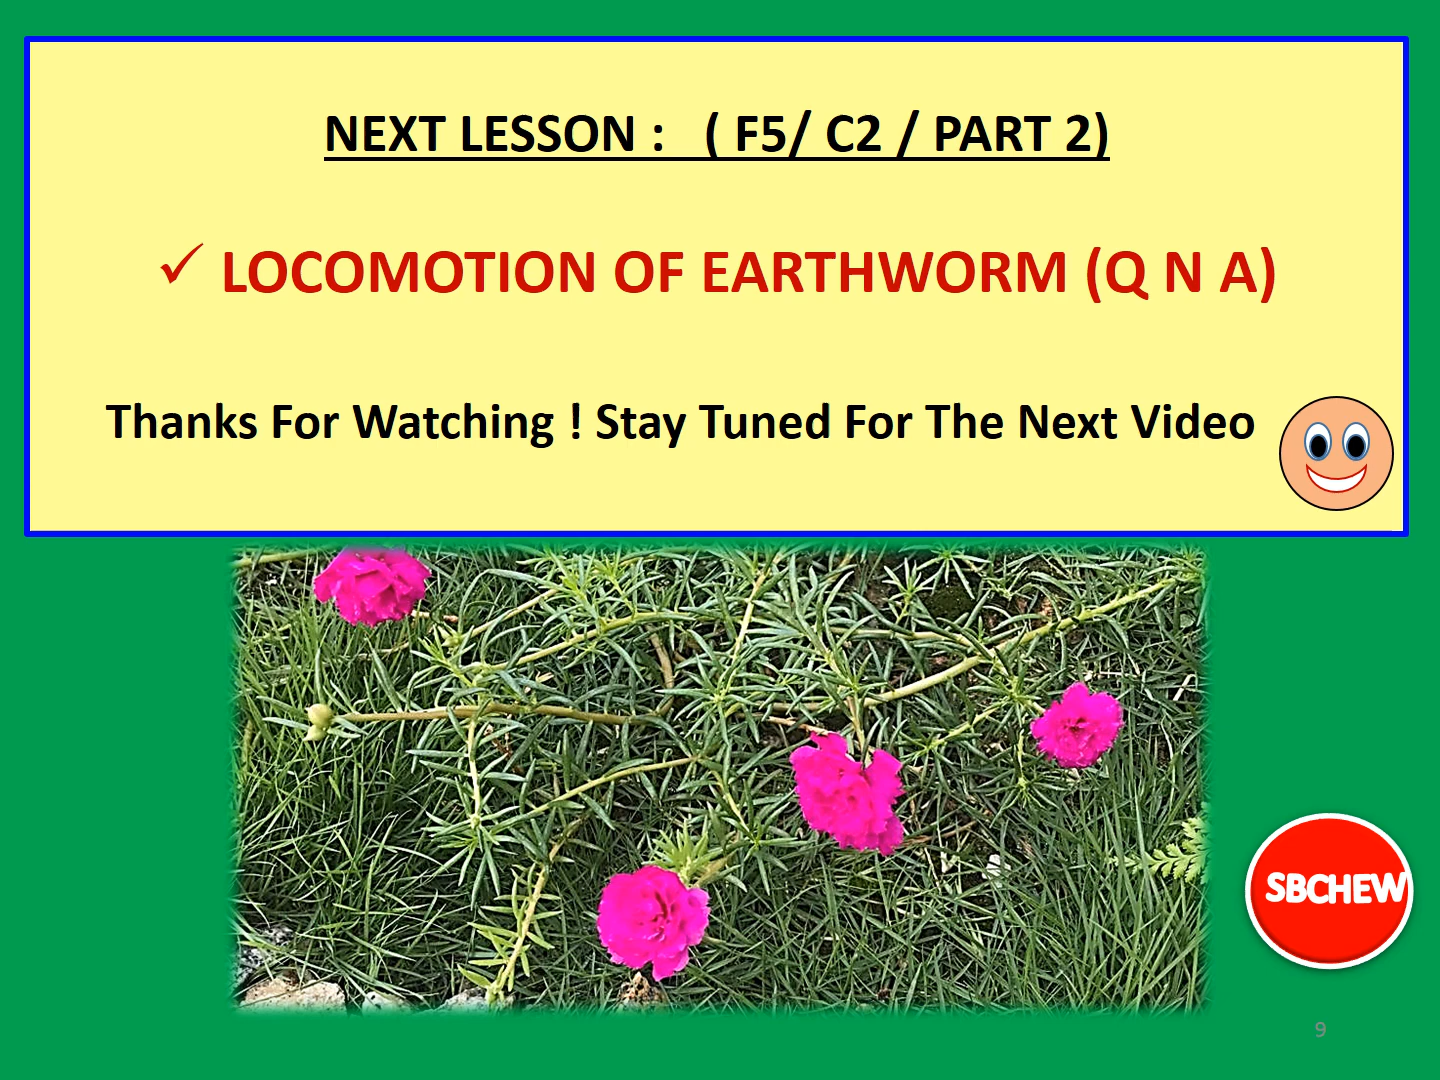 NEXT LESSON : ( F5/ C2 / PART 2)
✓ LOCOMOTION OF EARTHWORM (Q N A)
Thanks For Watching ! Stay Tuned For The Next Video
SBCHEW
9